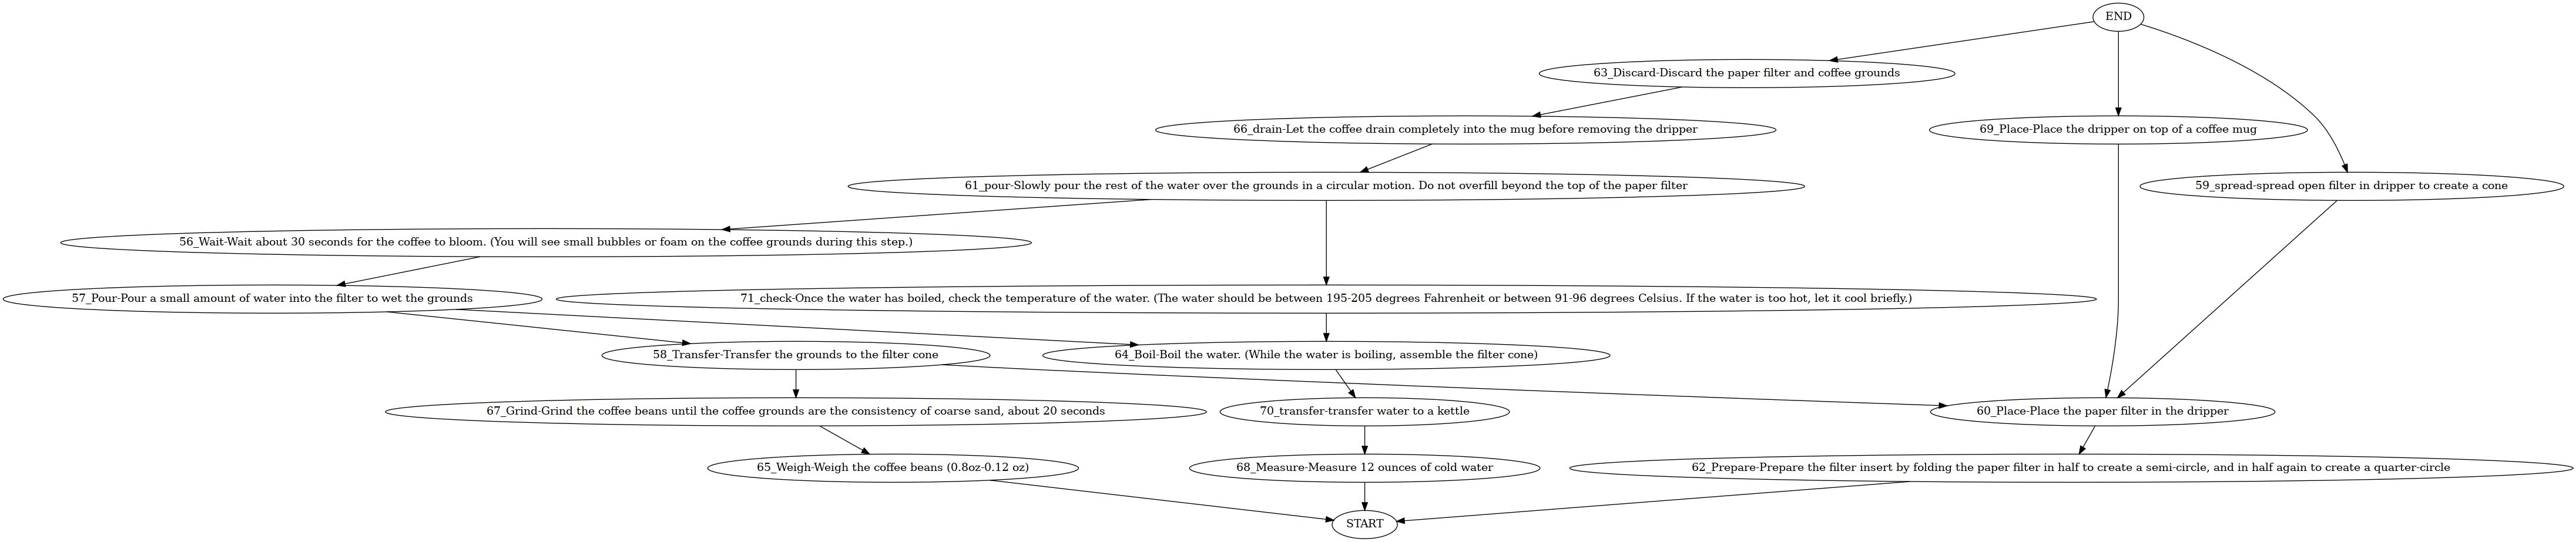 END
63_Discard-Discard the paper filter and coffee grounds
66_drain-Let the coffee drain completely into the mug before removing the dripper
69_Place-Place the dripper on top of a coffee mug
61_pour-Slowly pour the rest of the water over the grounds in a circular motion. Do not overfill beyond the top of the paper filter
59_spread-spread open filter in dripper to create a cone
56_Wait-Wait about 30 seconds for the coffee to bloom. (You will see small bubbles or foam on the coffee grounds during this step.)
57_Pour-Pour a small amount of water into the filter to wet the grounds
71_check-Once the water has boiled, check the temperature of the water. (The water should be between 195-205 degrees Fahrenheit or between 91-96 degrees Celsius. If the water is too hot, let it cool briefly.)
58_Transfer-Transfer the grounds to the filter cone
64_Boil-Boil the water. (While the water is boiling, assemble the filter cone)
67_Grind-Grind the coffee beans until the coffee grounds are the consistency of coarse sand, about 20 seconds
70_transfer-transfer water to a kettle
60_Place-Place the paper filter in the dripper
65_Weigh-Weigh the coffee beans (0.8oz-0.12 oz)
68_Measure-Measure 12 ounces of cold water
62_Prepare-Prepare the filter insert by folding the paper filter in half to create a semi-circle, and in half again to create a quarter-circle
START